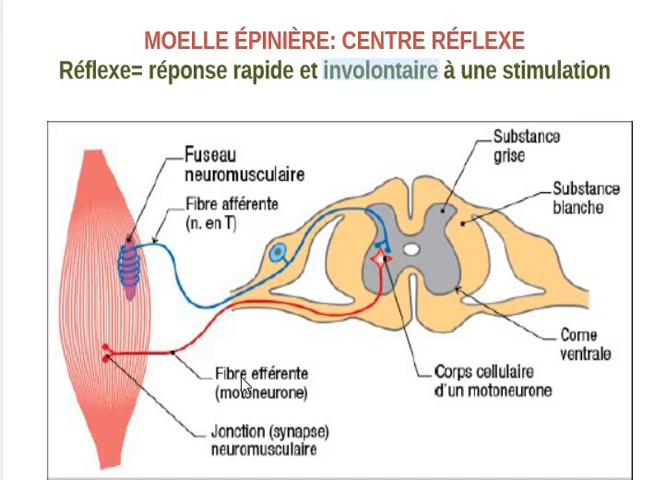 MOELLE ÉPINIÈRE: CENTRE RÉFLEXE
Réflexe= réponse rapide et involontaire à une stimulation
Substance
grise
Fuseau
neuromusculaire
Substance
blanche
Fibre afférente
(n. en T)
Corne
ventrale
Corps cellulaire
d'un motoneurone
Fibre efférente
(motoneurone)
Jonction (synapse)
neuromusculaire